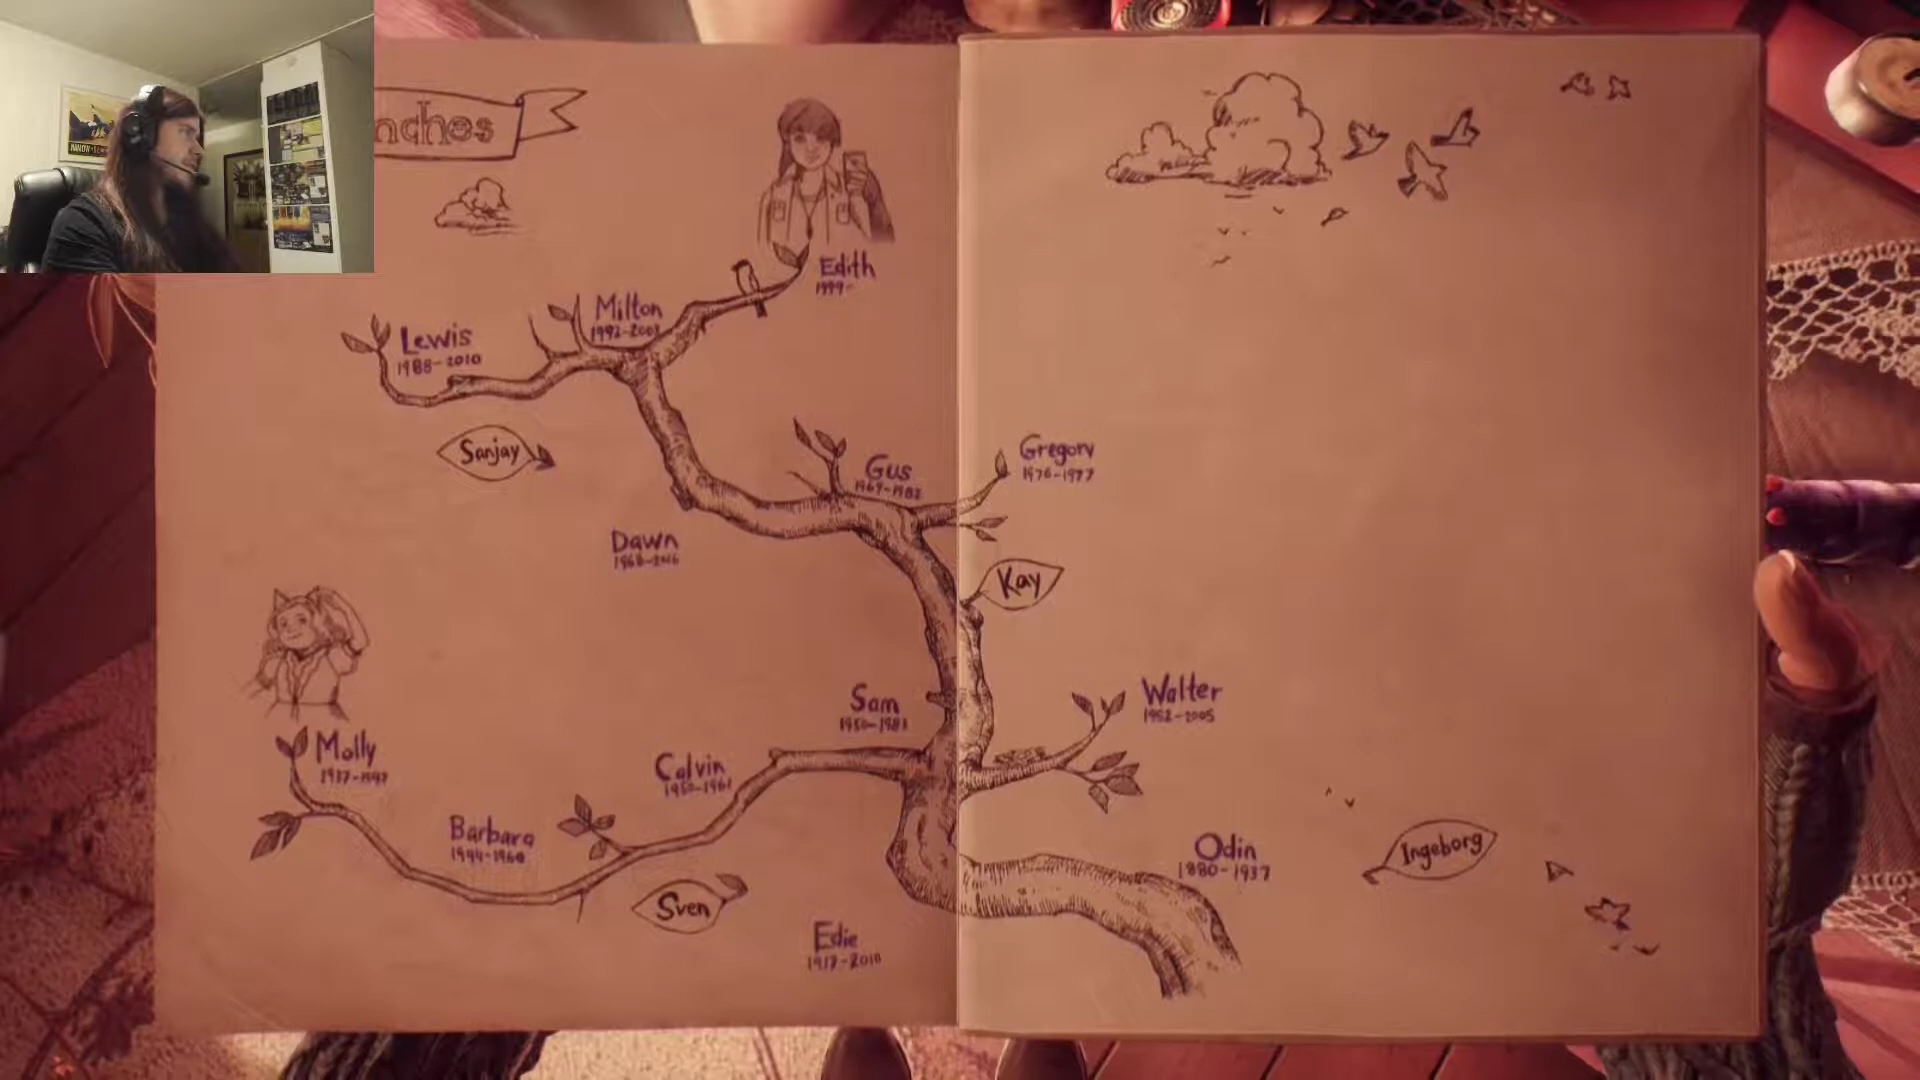 nches
Edith
1999-
Milton
1992-2003
Lewis
1988-2010
Sanjay
Gus
1969-1982
Gregory
1976-1977
Dawn
1968-2016
Kay
Sam
1950-1983
Walter
1952-2005
Molly
1937-1947
Calvin
1950-1961
Barbara
1944-1960
Odin
1880-1937
Ingeborg
Sven
Edie
1917-2010